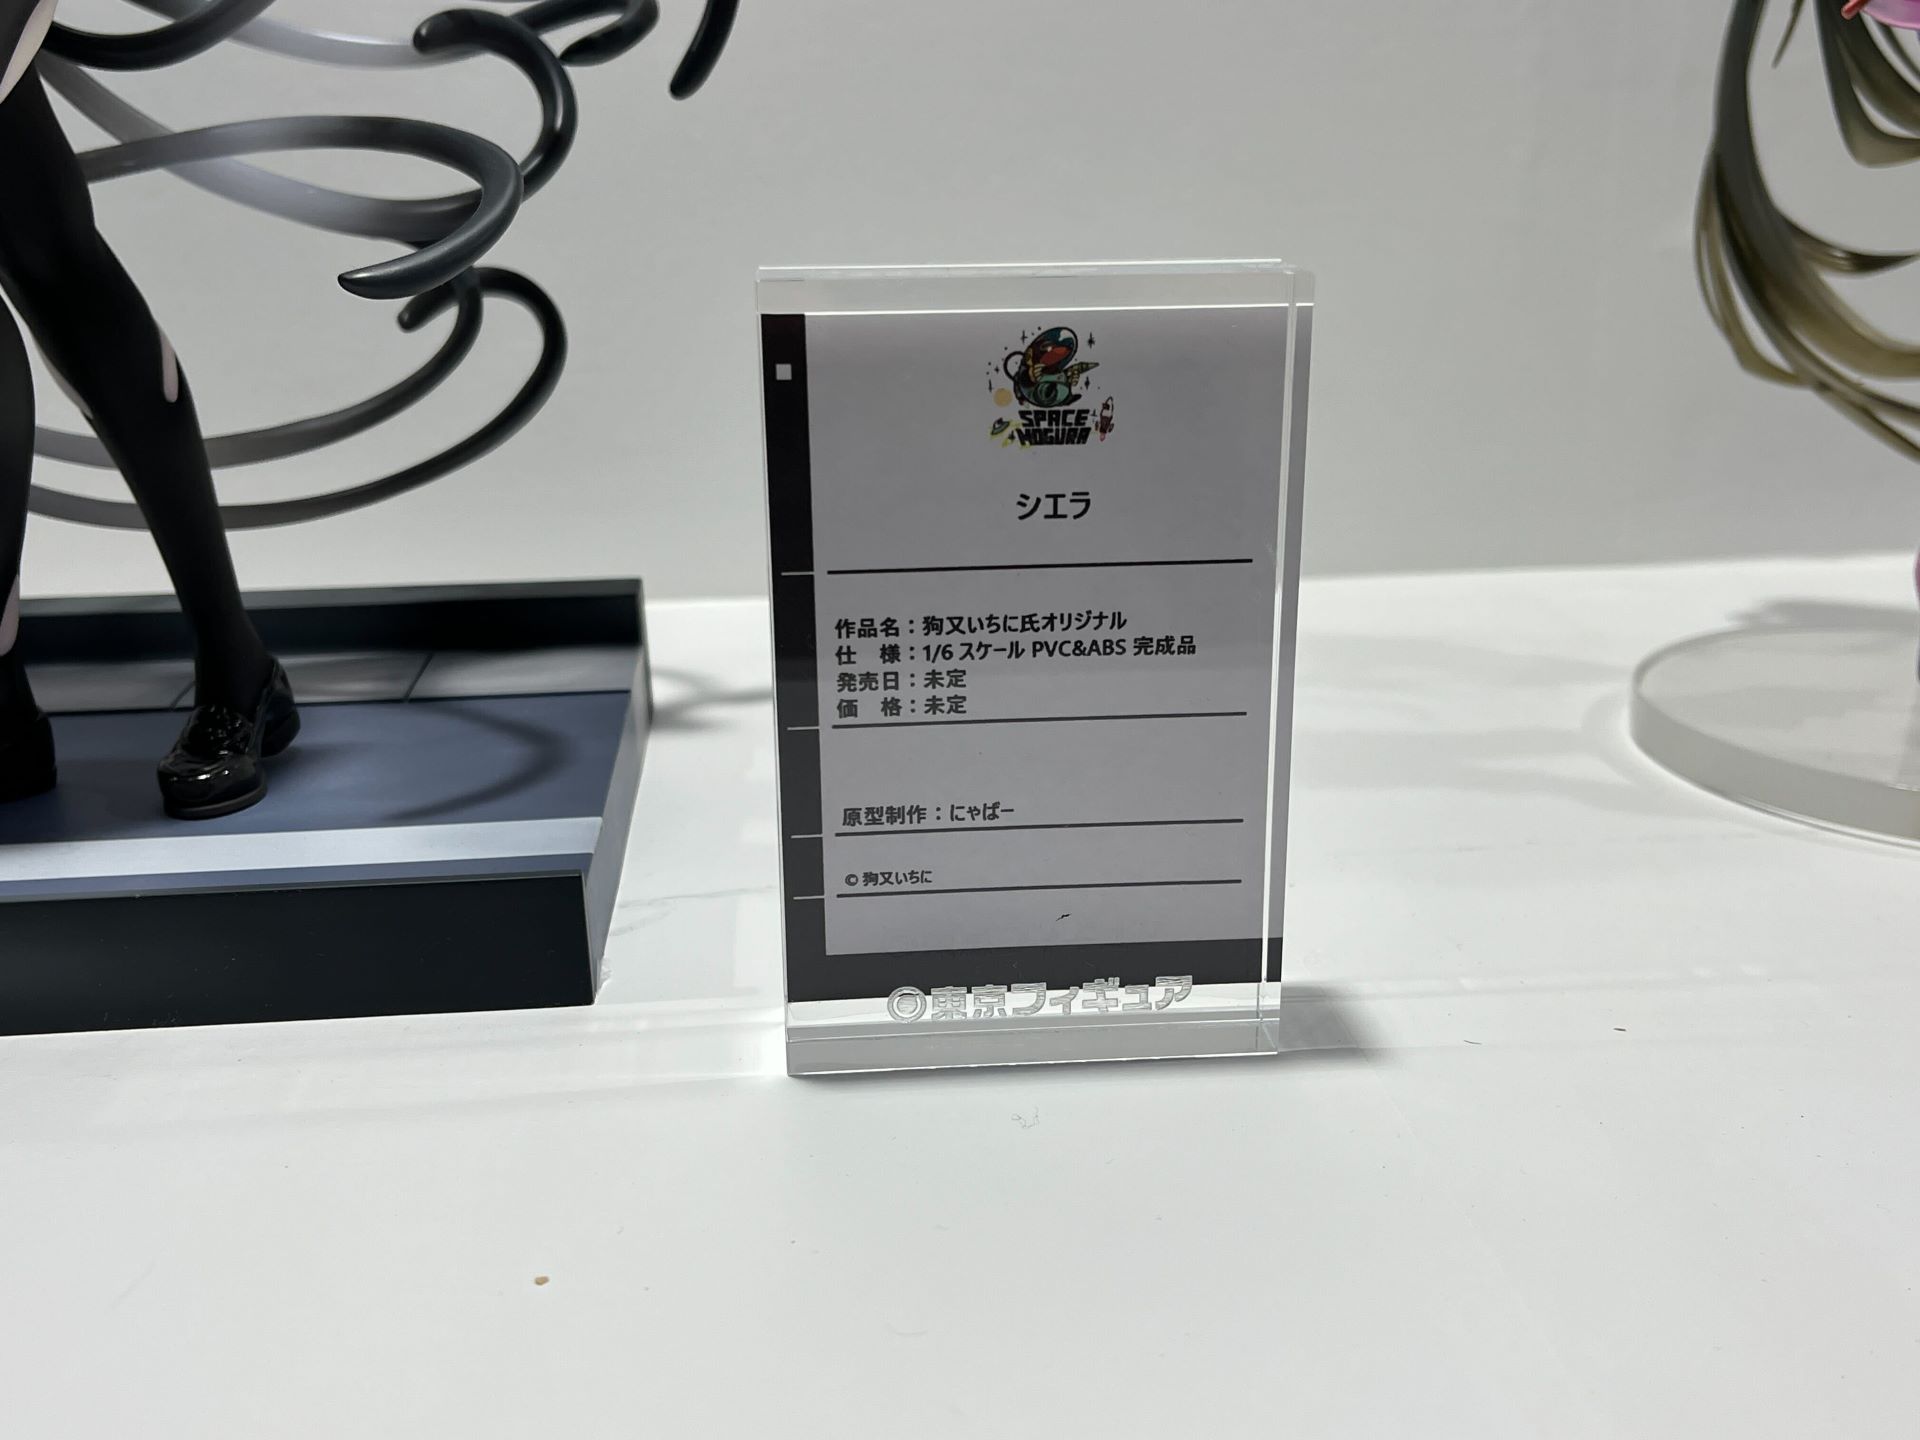 SPACE
MOGURA
シエラ
作品名：狗又いちに氏オリジナル
仕　様：1/6 スケール PVC&ABS 完成品
発売日：未定
価　格：未定
原型制作：にゃばー
© 狗又いちに
東京フィギュア